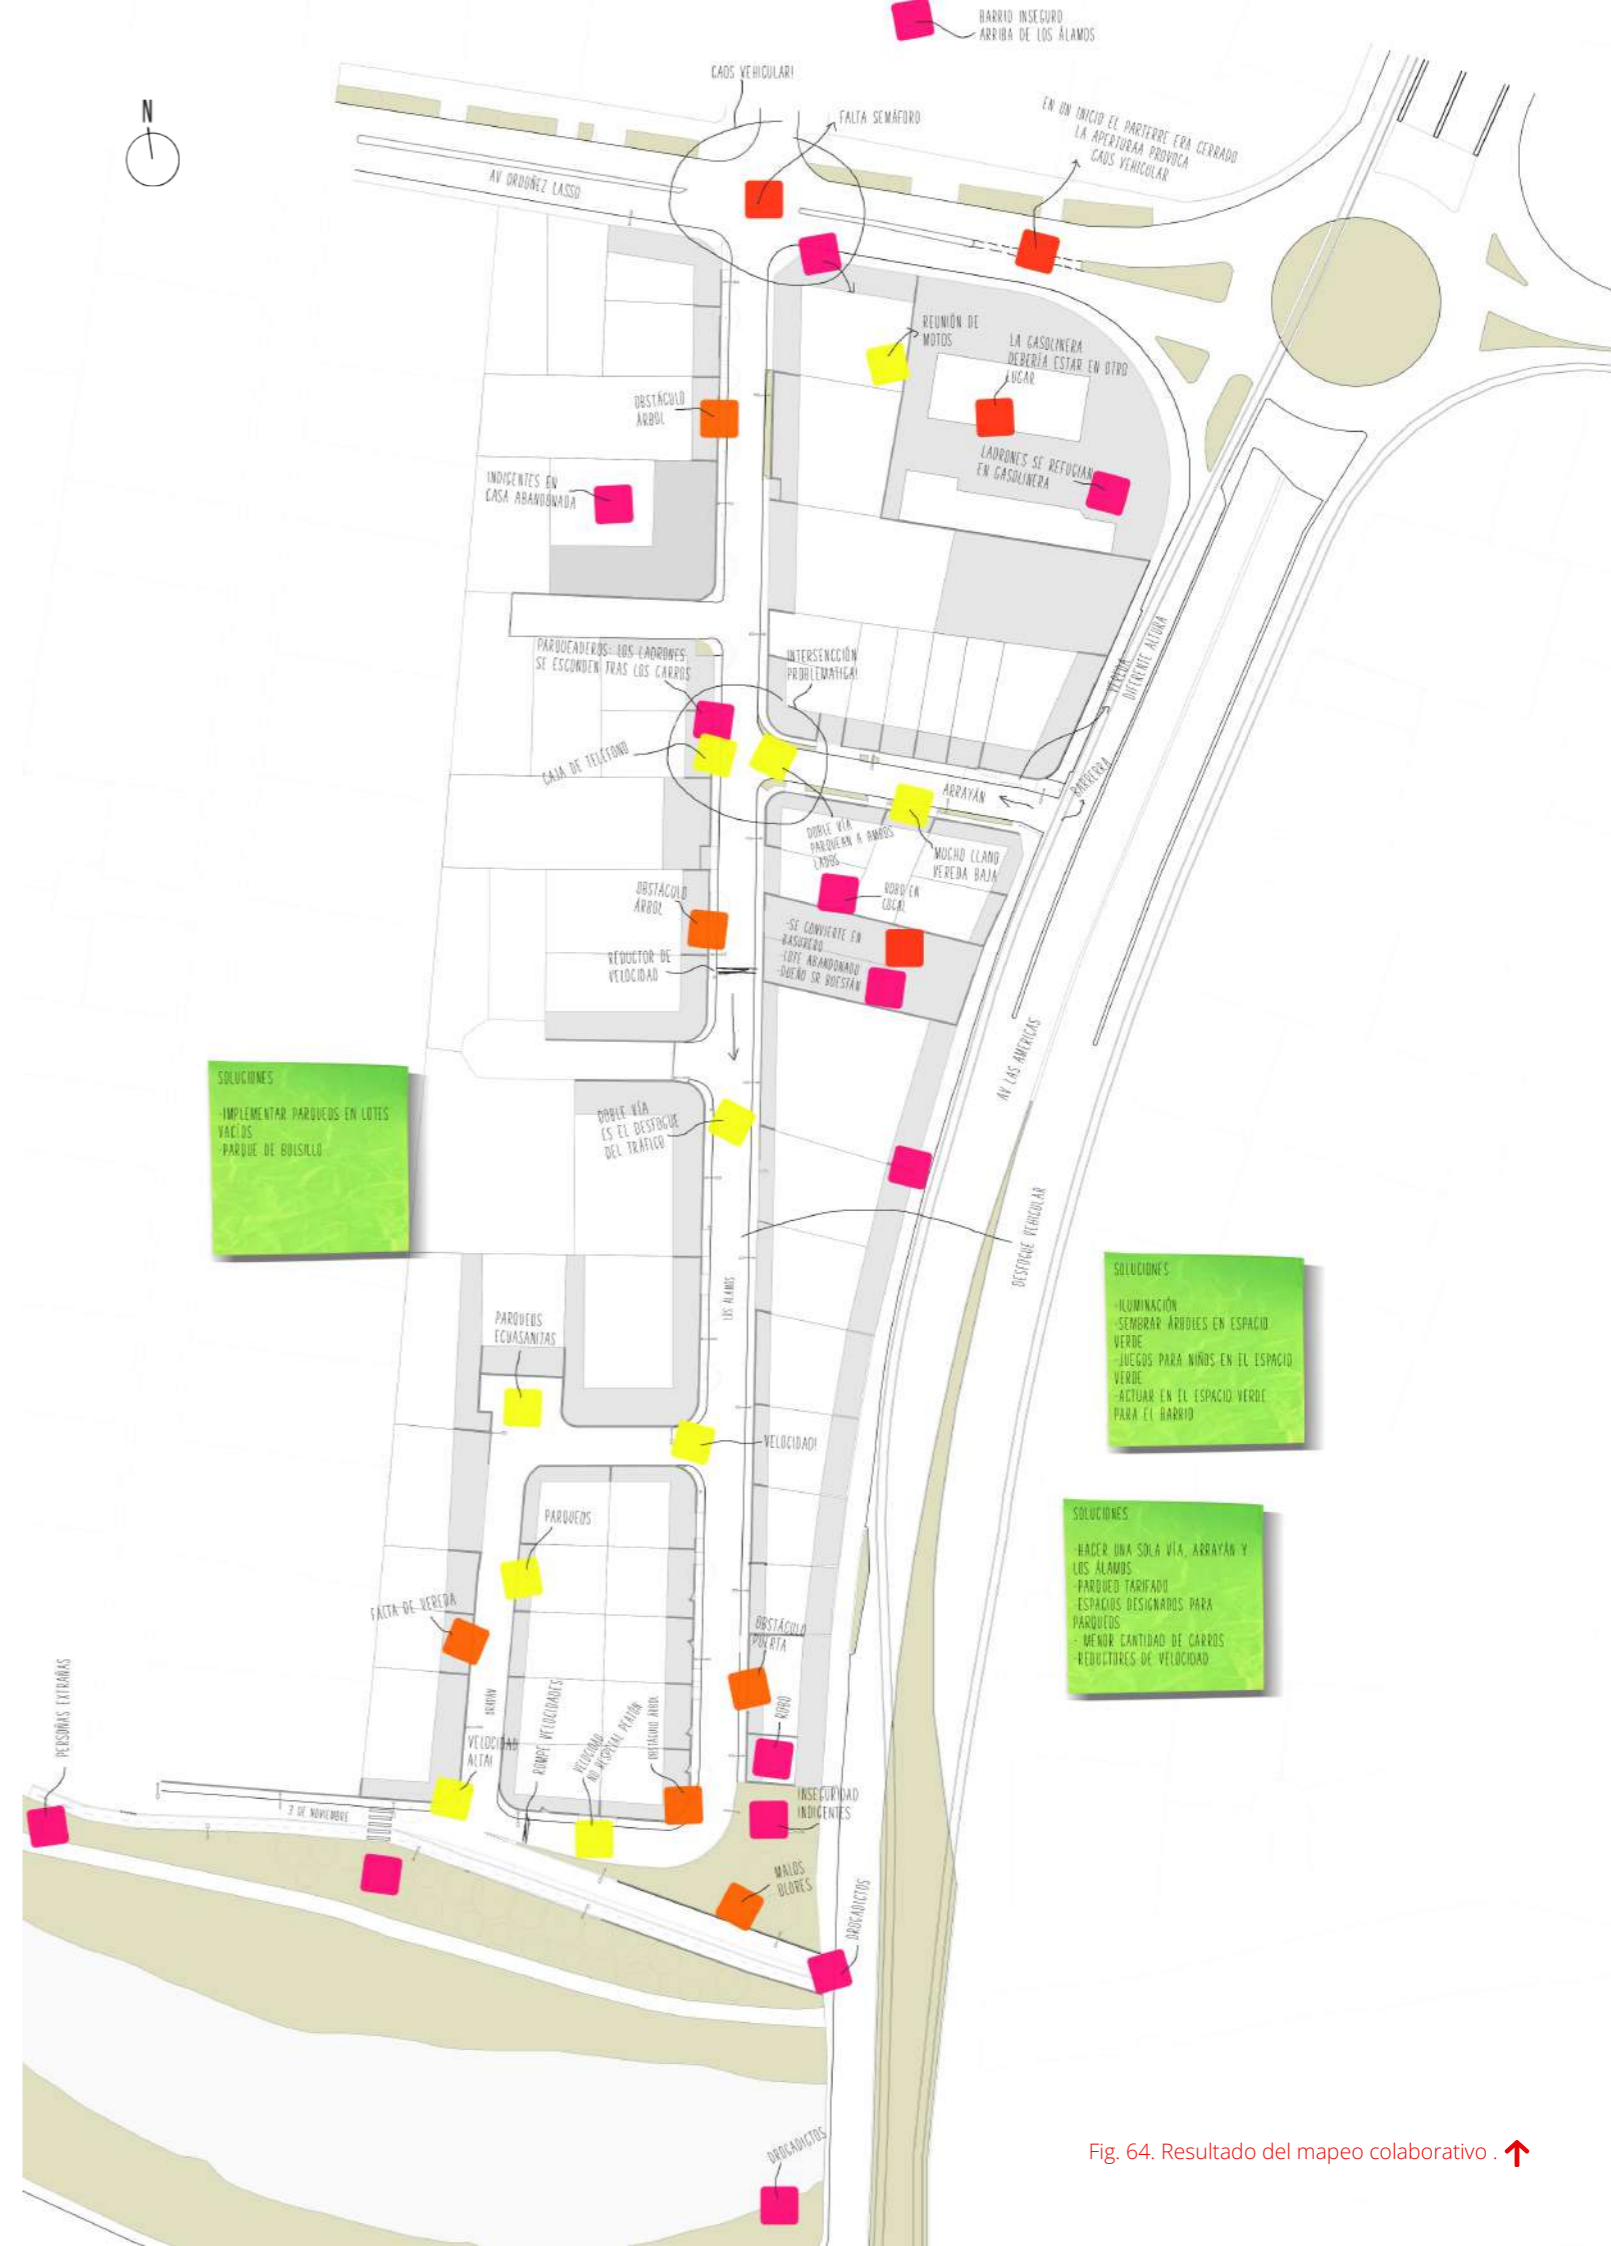 BARRIO INSEGURO
ARRIBA DE LOS ÁLAMOS
CAOS VEHICULAR!
N
FALTA SEMÁFORO
EN UN INICIO EL PARTERRE ERA CERRADO
LA APERTURAA PROVOCA
CAOS VEHICULAR
AV ORDOÑEZ LASSO
REUNIÓN DE
MOTOS
LA GASOLINERA
DEBERÍA ESTAR EN OTRO
LUGAR
OBSTÁCULO
ÁRBOL
LADRONES SE REFUGIAN
EN GASOLINERA
INDIGENTES EN
CASA ABANDONADA
PARQUEADEROS: LOS LADRONES
SE ESCONDEN TRAS LOS CARROS
INTERSENCCIÓN
PROBLEMATICA!
VEREDA
DIFERENTE ALTURA
CAJA DE TELÉFONO
ARRAYÁN
BARRERRA
DOBLE VÍA
PARQUEAN A AMBOS
LADOS
MUCHO LLANO
VEREDA BAJA
OBSTÁCULO
ÁRBOL
ROBO EN
LOCAL
-SE CONVIERTE EN
BASURERO
-LOTE ABANDONADO
-DUEÑO SR BUESTÁN
REDUCTOR DE
VELOCIDAD
AV LAS AMERICAS
SOLUCIONES
-IMPLEMENTAR PARQUEOS EN LOTES
VACÍOS
-PARQUE DE BOLSILLO
DOBLE VÍA
ES EL DESFOGUE
DEL TRÁFICO
DESFOGUE VEHICULAR
LOS ALAMOS
SOLUCIONES
-ILUMINACIÓN
-SEMBRAR ÁRBOLES EN ESPACIO
VERDE
-JUEGOS PARA NIÑOS EN EL ESPACIO
VERDE
-ACTUAR EN EL ESPACIO VERDE
PARA EL BARRIO
PARQUEOS
ECUASANITAS
VELOCIDAD!
PARQUEOS
SOLUCIONES
-HACER UNA SOLA VÍA, ARRAYÁN Y
LOS ÁLAMOS
-PARQUEO TARIFADO
-ESPACIOS DESIGNADOS PARA
PARQUEOS
- MENOR CANTIDAD DE CARROS
-REDUCTORES DE VELOCIDAD
FALTA DE VEREDA
OBSTÁCULO
PUERTA
PERSONAS EXTRAÑAS
VELOCIDAD
ALTA!
ROMPE VELOCIDADES
VELOCIDAD
NO RESPETAL PEATÓN
OBSTÁCULO ÁRBOL
ROBO
INSEGURIDAD
INDIGENTES
3 DE NOVIEMBRE
MALOS
OLORES
DROGADICTOS
DROGADICTOS
Fig. 64. Resultado del mapeo colaborativo .